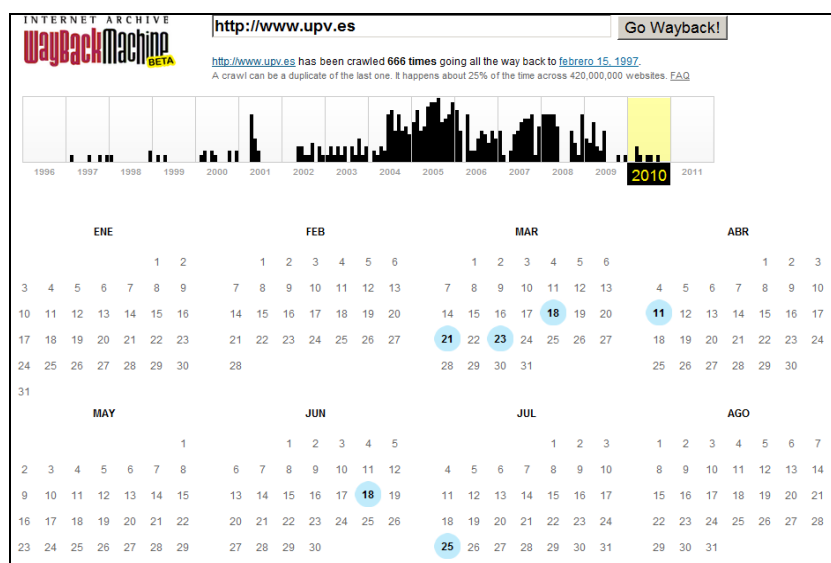 INTERNET ARCHIVE
WayBackMachine
BETA
http://www.upv.es Go Wayback!
http://www.upv.es has been crawled 666 times going all the way back to febrero 15, 1997.
A crawl can be a duplicate of the last one. It happens about 25% of the time across 420,000,000 websites. FAQ
1996 1997 1998 1999 2000 2001 2002 2003 2004 2005 2006 2007 2008 2009 2010 2011
ENE FEB MAR ABR
1 2 1 2 3 4 5 6 1 2 3 4 5 6 1 2 3
3 4 5 6 7 8 9 7 8 9 10 11 12 13 7 8 9 10 11 12 13 4 5 6 7 8 9 10
10 11 12 13 14 15 16 14 15 16 17 18 19 20 14 15 16 17 18 19 20 11 12 13 14 15 16 17
17 18 19 20 21 22 23 21 22 23 24 25 26 27 21 22 23 24 25 26 27 18 19 20 21 22 23 24
24 25 26 27 28 29 30 28 28 29 30 31 25 26 27 28 29 30
31
MAY JUN JUL AGO
1 1 2 3 4 5 1 2 3 1 2 3 4 5 6 7
2 3 4 5 6 7 8 6 7 8 9 10 11 12 4 5 6 7 8 9 10 8 9 10 11 12 13 14
9 10 11 12 13 14 15 13 14 15 16 17 18 19 11 12 13 14 15 16 17 15 16 17 18 19 20 21
16 17 18 19 20 21 22 20 21 22 23 24 25 26 18 19 20 21 22 23 24 22 23 24 25 26 27 28
23 24 25 26 27 28 29 27 28 29 30 25 26 27 28 29 30 31 29 30 31